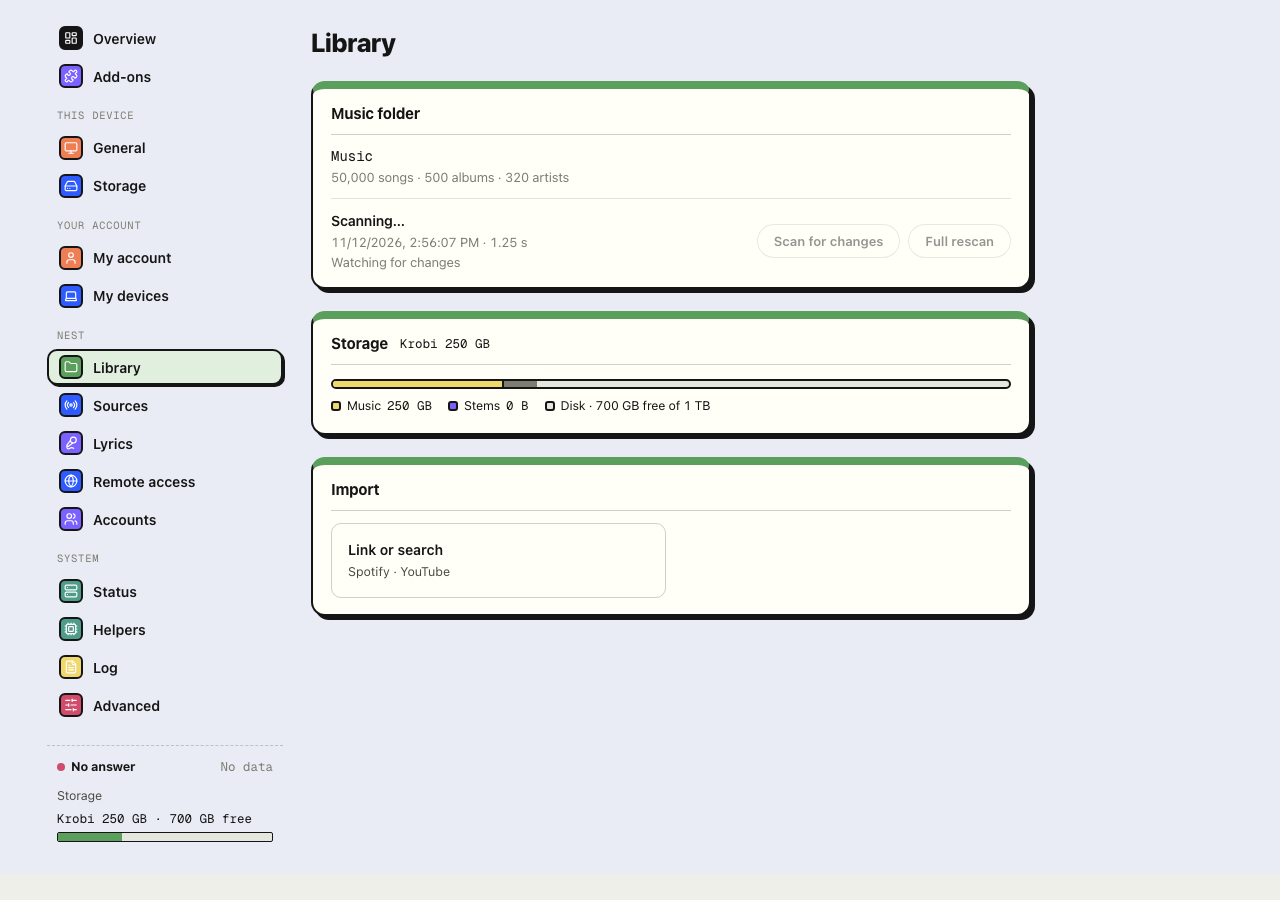 Overview
Add-ons
THIS DEVICE
General
Storage
YOUR ACCOUNT
My account
My devices
NEST
Library
Sources
Lyrics
Remote access
Accounts
SYSTEM
Status
Helpers
Log
Advanced
No answer No data
Storage
Krobi 250 GB · 700 GB free
Library
Music folder
Music
50,000 songs · 500 albums · 320 artists
Scanning...
11/12/2026, 2:56:07 PM · 1.25 s
Watching for changes
Scan for changes Full rescan
Storage Krobi 250 GB
Music 250 GB Stems 0 B Disk · 700 GB free of 1 TB
Import
Link or search
Spotify · YouTube